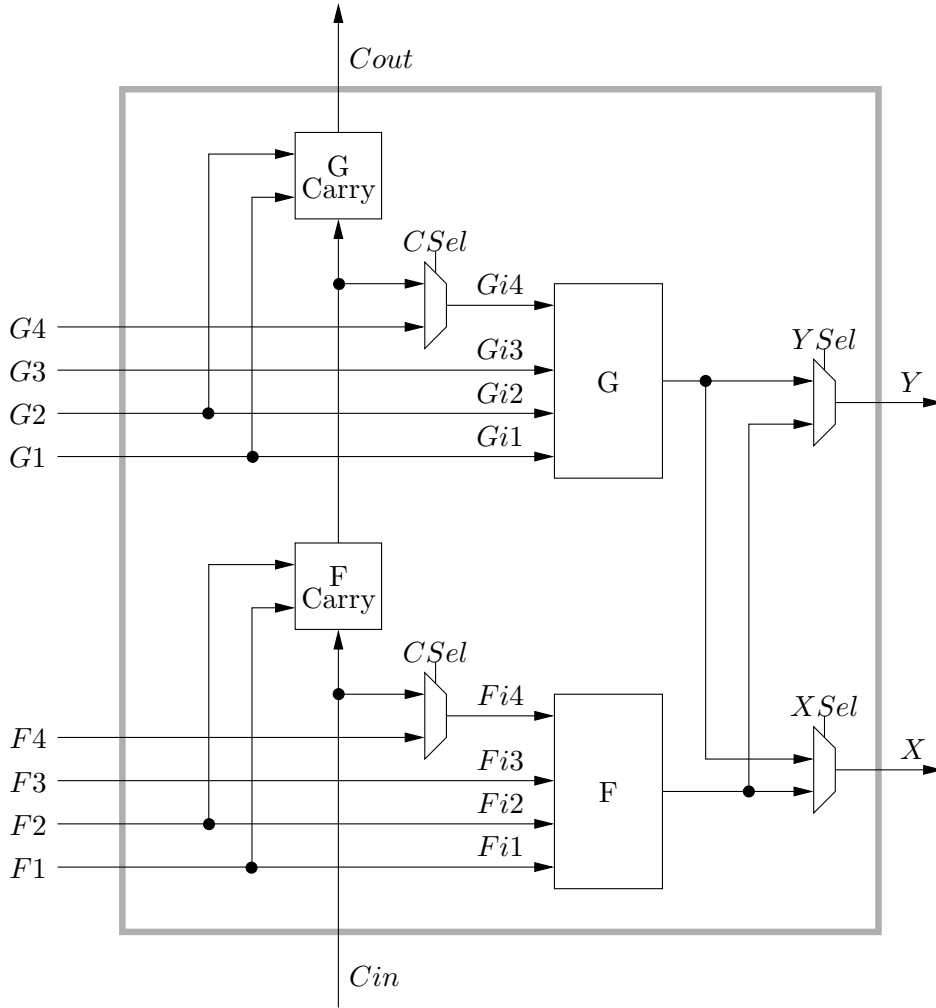 Cout
G
Carry
CSel
Gi4
G4
Gi3
G3
Gi2
G2
Gi1
G1
G
YSel
Y
F
Carry
CSel
Fi4
F4
Fi3
F3
Fi2
F2
Fi1
F1
F
XSel
X
Cin